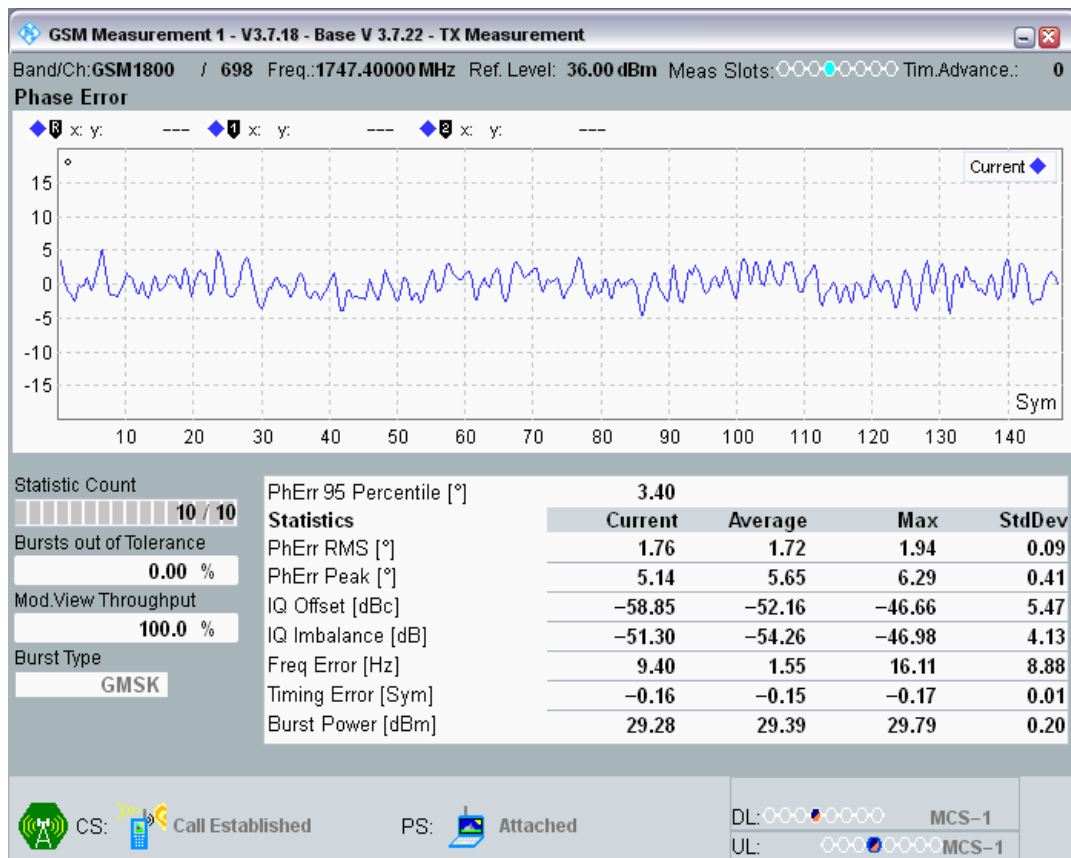 GSM Measurement 1 - V3.7.18 - Base V 3.7.22 - TX Measurement
Band/Ch:GSM1800 / 698 Freq.:1747.40000 MHz Ref. Level: 36.00 dBm Meas Slots: Tim.Advance.: 0
Phase Error
R x: y: --- 1 x: y: --- 2 x: y: ---
°
Current
15
10
5
0
-5
-10
-15
Sym
10 20 30 40 50 60 70 80 90 100 110 120 130 140
Statistic Count
10 / 10
Bursts out of Tolerance
0.00 %
Mod.View Throughput
100.0 %
Burst Type
GMSK
PhErr 95 Percentile [°] 3.40
Statistics Current Average Max StdDev
PhErr RMS [°] 1.76 1.72 1.94 0.09
PhErr Peak [°] 5.14 5.65 6.29 0.41
IQ Offset [dBc] −58.85 −52.16 −46.66 5.47
IQ Imbalance [dB] −51.30 −54.26 −46.98 4.13
Freq Error [Hz] 9.40 1.55 16.11 8.88
Timing Error [Sym] −0.16 −0.15 −0.17 0.01
Burst Power [dBm] 29.28 29.39 29.79 0.20
CS: Call Established PS: Attached
DL: MCS−1
UL: MCS−1